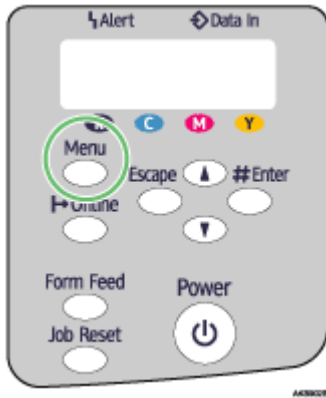 Alert Data In
C M Y
Menu
Escape #Enter
Online
Form Feed Power
Job Reset